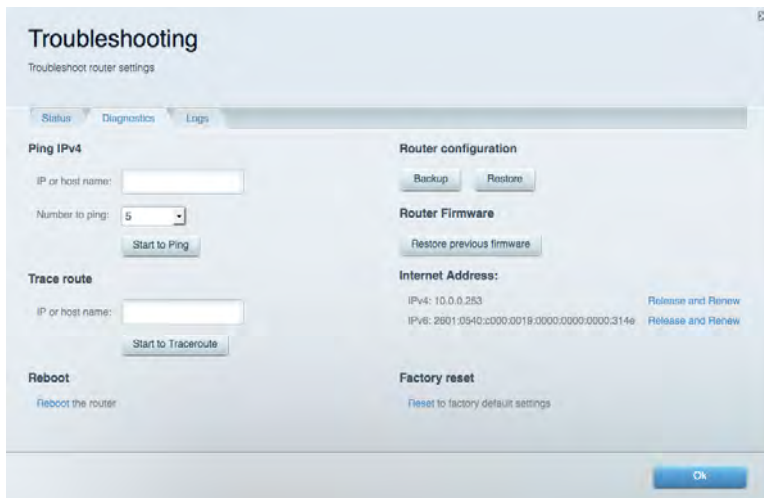 Troubleshooting
Troubleshoot router settings
Status
Diagnostics
Logs
Ping IPv4
IP or host name:
Number to ping: 5
Start to Ping
Trace route
IP or host name:
Start to Traceroute
Reboot
Reboot the router
Router configuration
Backup
Restore
Router Firmware
Restore previous firmware
Internet Address:
IPv4: 10.0.0.253 Release and Renew
IPv6: 2601:0540:c000:0019:0000:0000:0000:314e Release and Renew
Factory reset
Reset to factory default settings
Ok